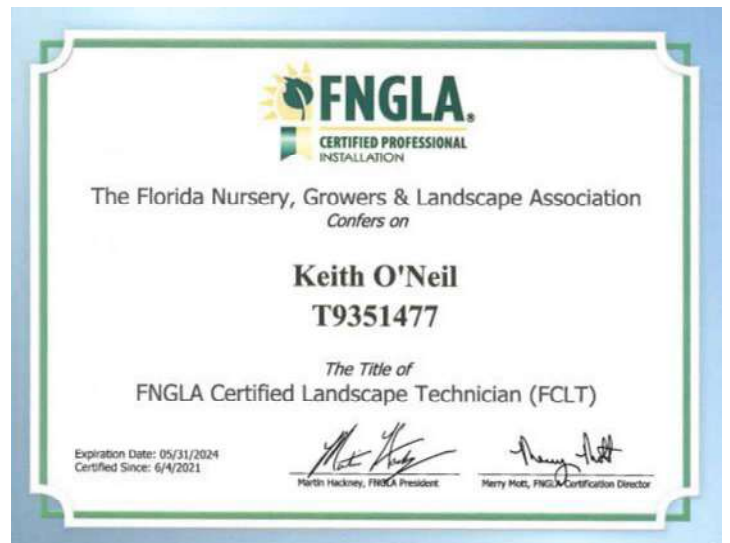 FNGLA®
CERTIFIED PROFESSIONAL
INSTALLATION
The Florida Nursery, Growers & Landscape Association
Confers on
Keith O'Neil
T9351477
The Title of
FNGLA Certified Landscape Technician (FCLT)
Expiration Date: 05/31/2024
Certified Since: 6/4/2021
Martin Hackney, FNGLA President
Merry Mott, FNGLA Certification Director